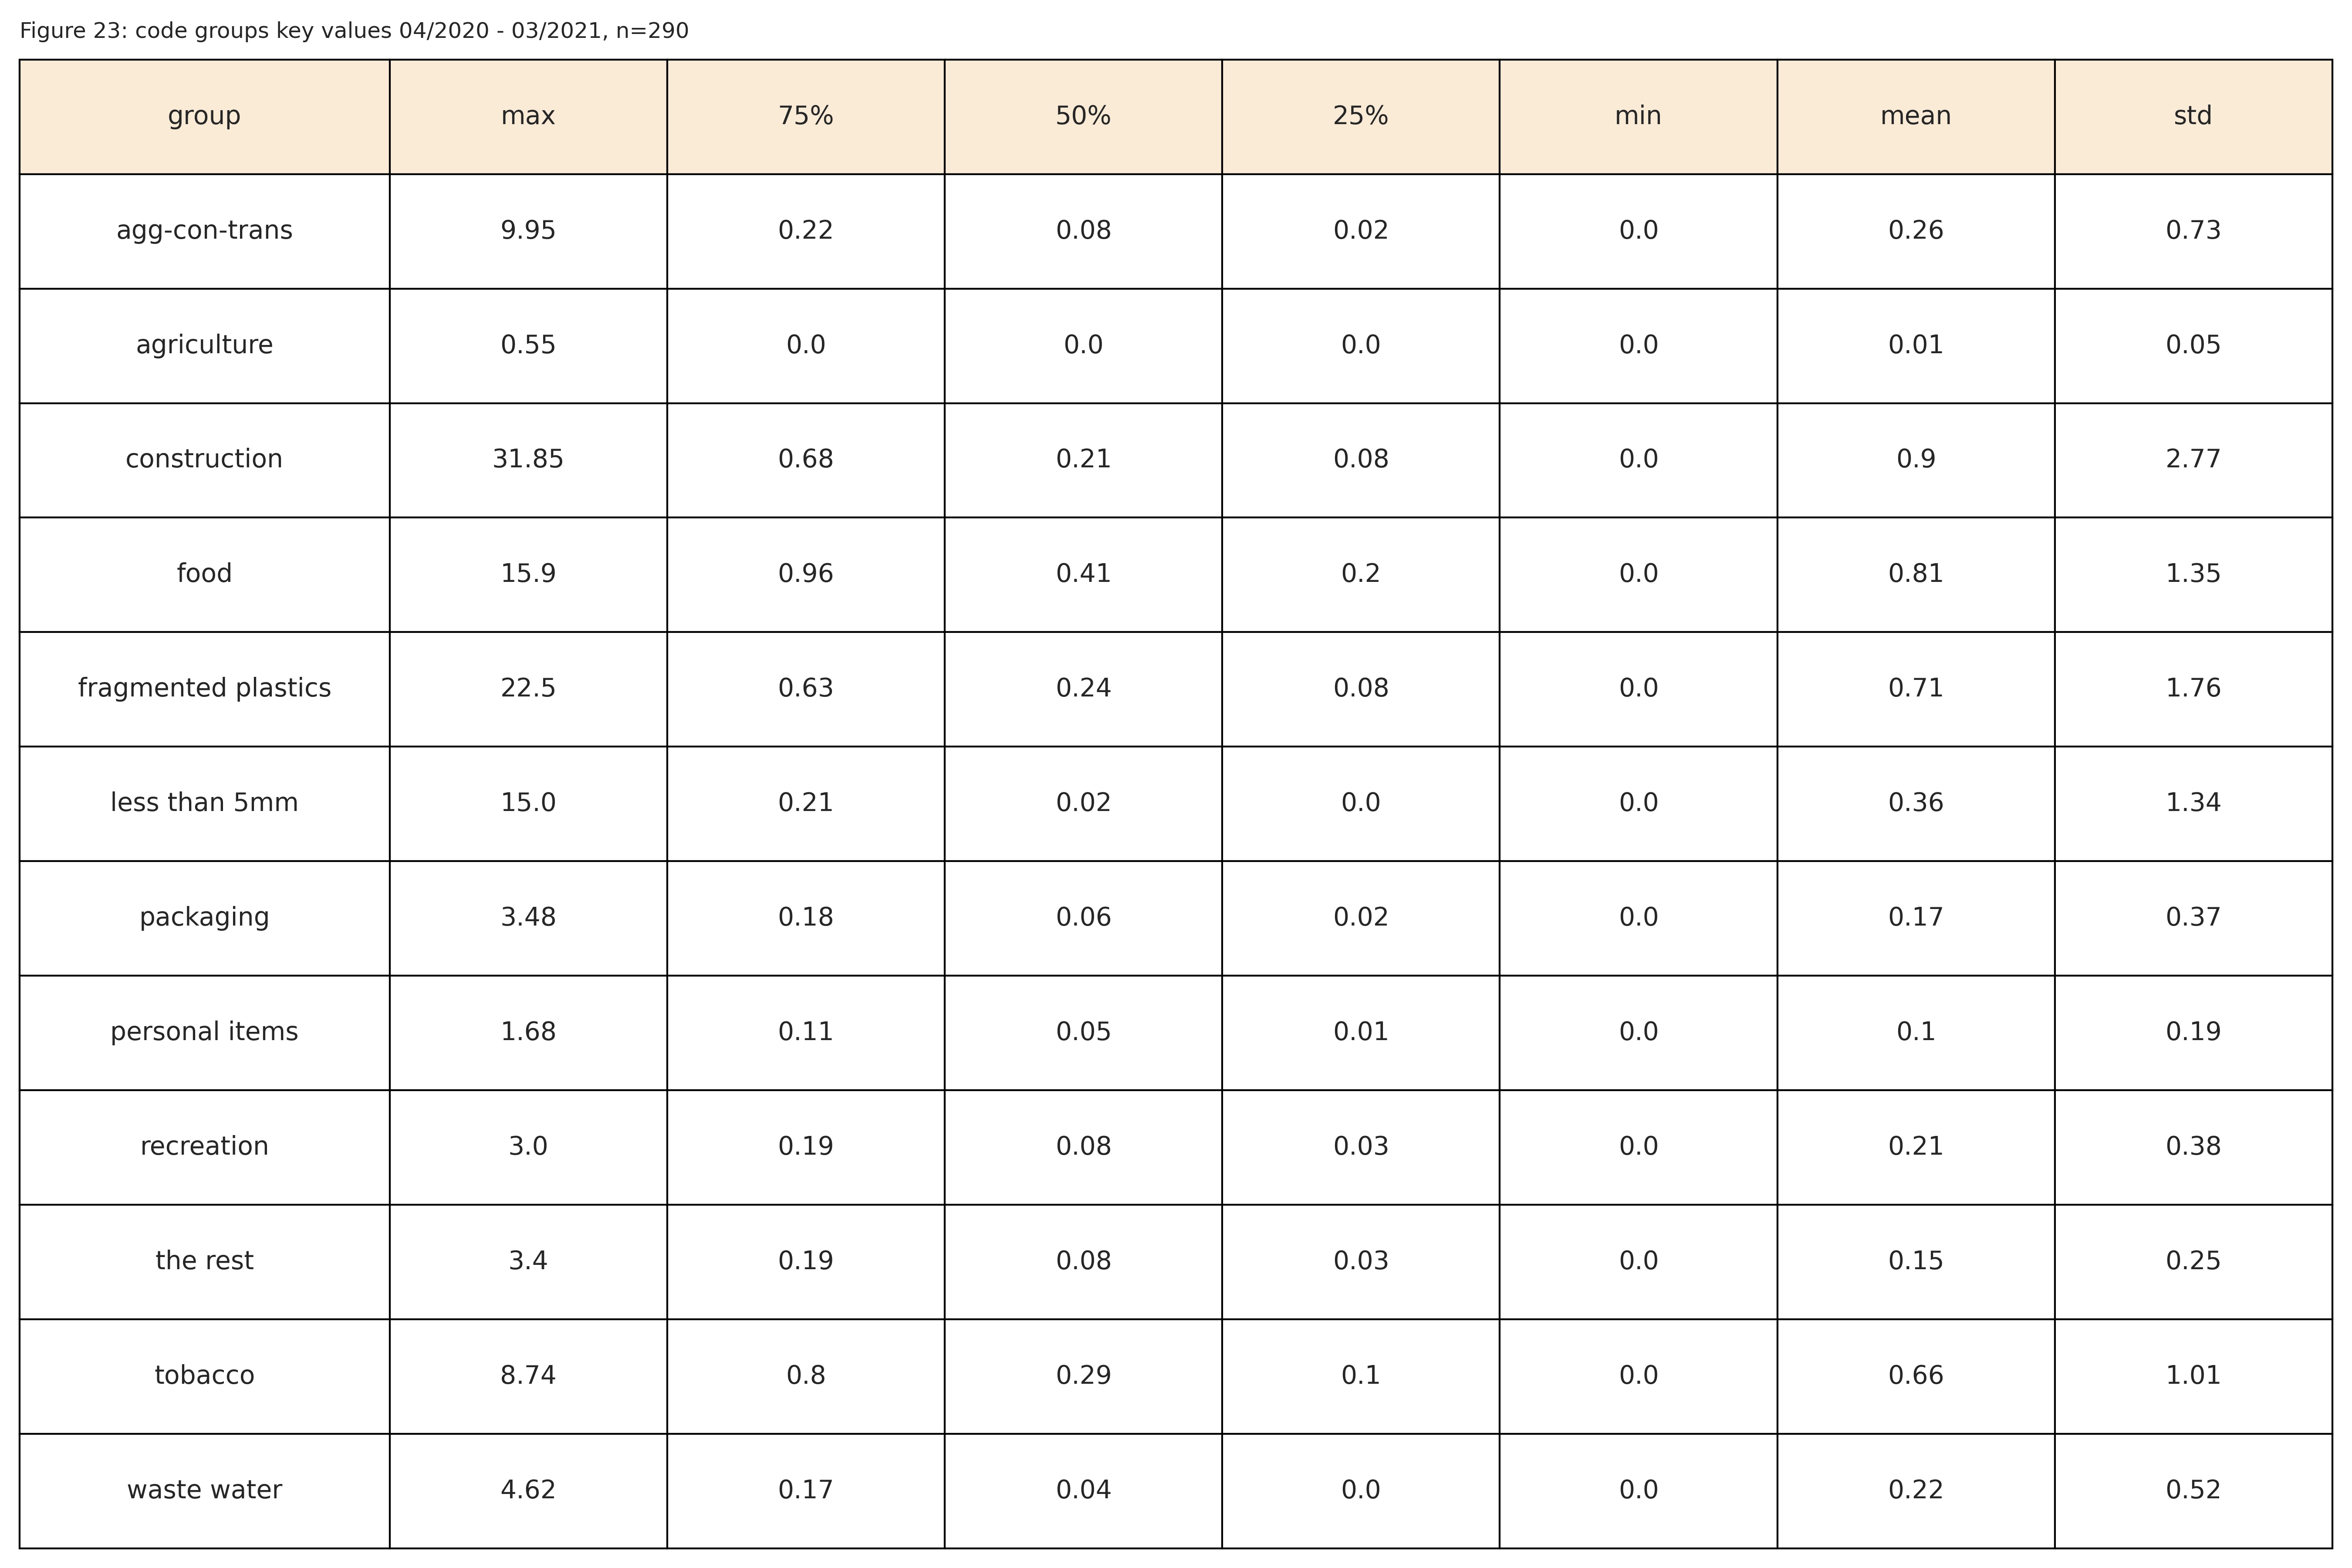 Figure 23: code groups key values 04/2020 - 03/2021, n=290
group max 75% 50% 25% min mean std
agg-con-trans 9.95 0.22 0.08 0.02 0.0 0.26 0.73
agriculture 0.55 0.0 0.0 0.0 0.0 0.01 0.05
construction 31.85 0.68 0.21 0.08 0.0 0.9 2.77
food 15.9 0.96 0.41 0.2 0.0 0.81 1.35
fragmented plastics 22.5 0.63 0.24 0.08 0.0 0.71 1.76
less than 5mm 15.0 0.21 0.02 0.0 0.0 0.36 1.34
packaging 3.48 0.18 0.06 0.02 0.0 0.17 0.37
personal items 1.68 0.11 0.05 0.01 0.0 0.1 0.19
recreation 3.0 0.19 0.08 0.03 0.0 0.21 0.38
the rest 3.4 0.19 0.08 0.03 0.0 0.15 0.25
tobacco 8.74 0.8 0.29 0.1 0.0 0.66 1.01
waste water 4.62 0.17 0.04 0.0 0.0 0.22 0.52